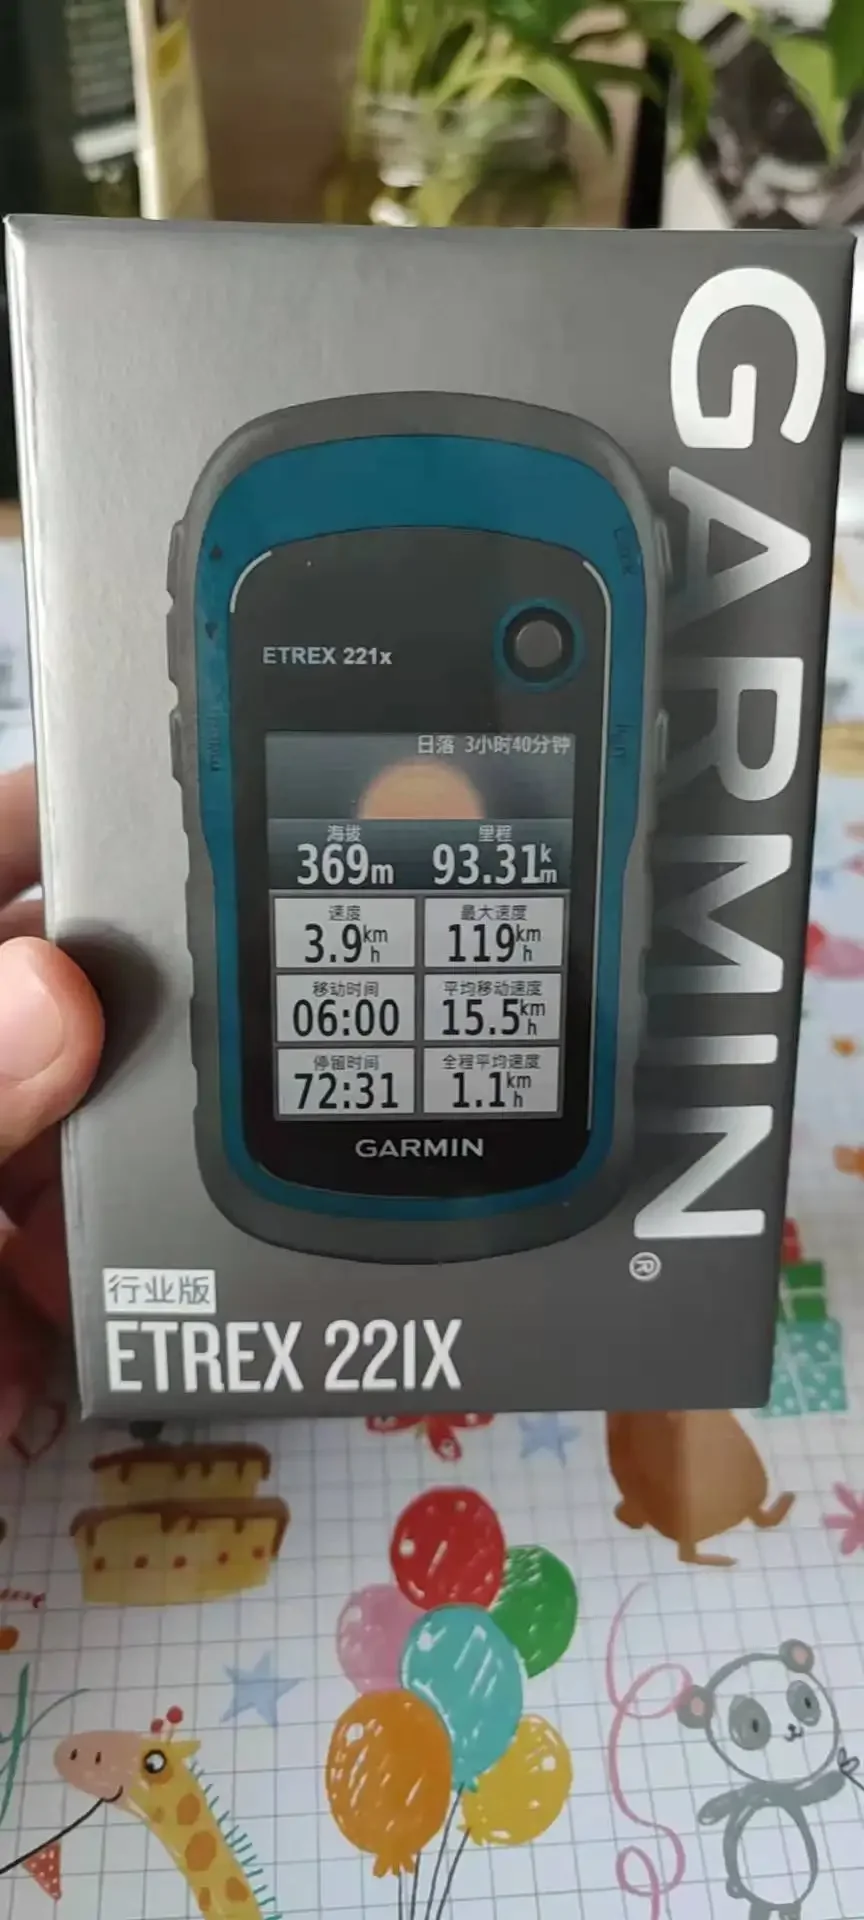 GARMIN®
ETREX 221x
日落 3小时40分钟
海拔 里程
369m 93.31km
速度 最大速度
3.9km/h 119km/h
移动时间 平均移动速度
06:00 15.5km/h
停留时间 全程平均速度
72:31 1.1km/h
GARMIN
行业版
ETREX 221X